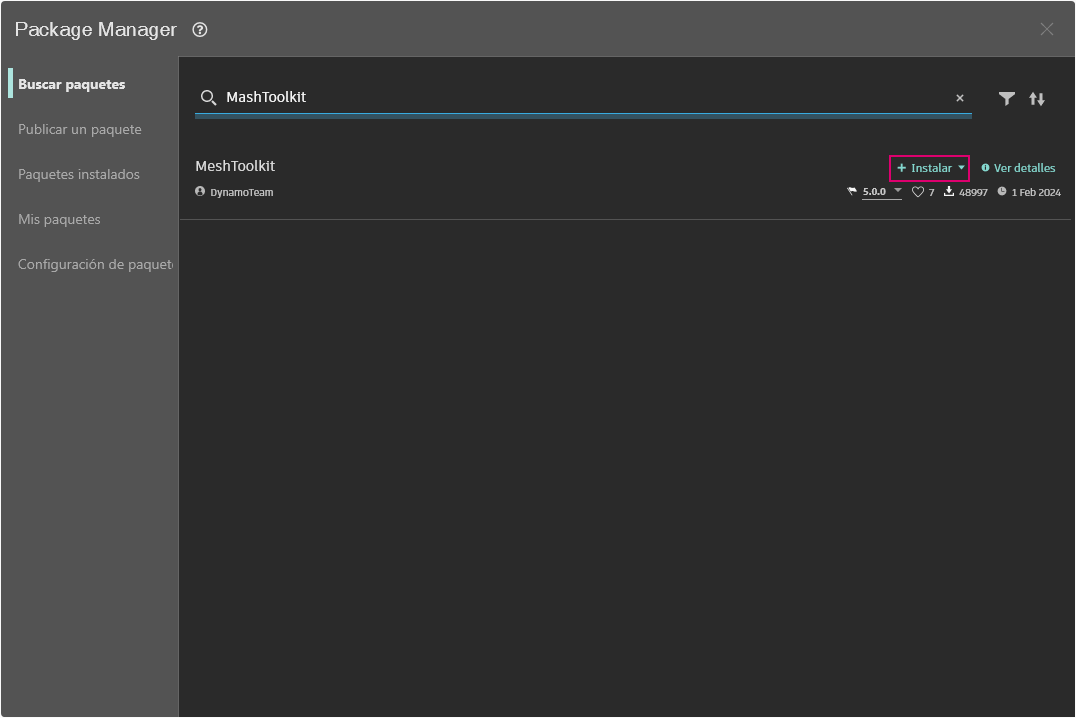 Package Manager
Buscar paquetes
Publicar un paquete
Paquetes instalados
Mis paquetes
Configuración de paquet
MashToolkit
MeshToolkit
+ Instalar
Ver detalles
DynamoTeam
5.0.0
7
48997
1 Feb 2024